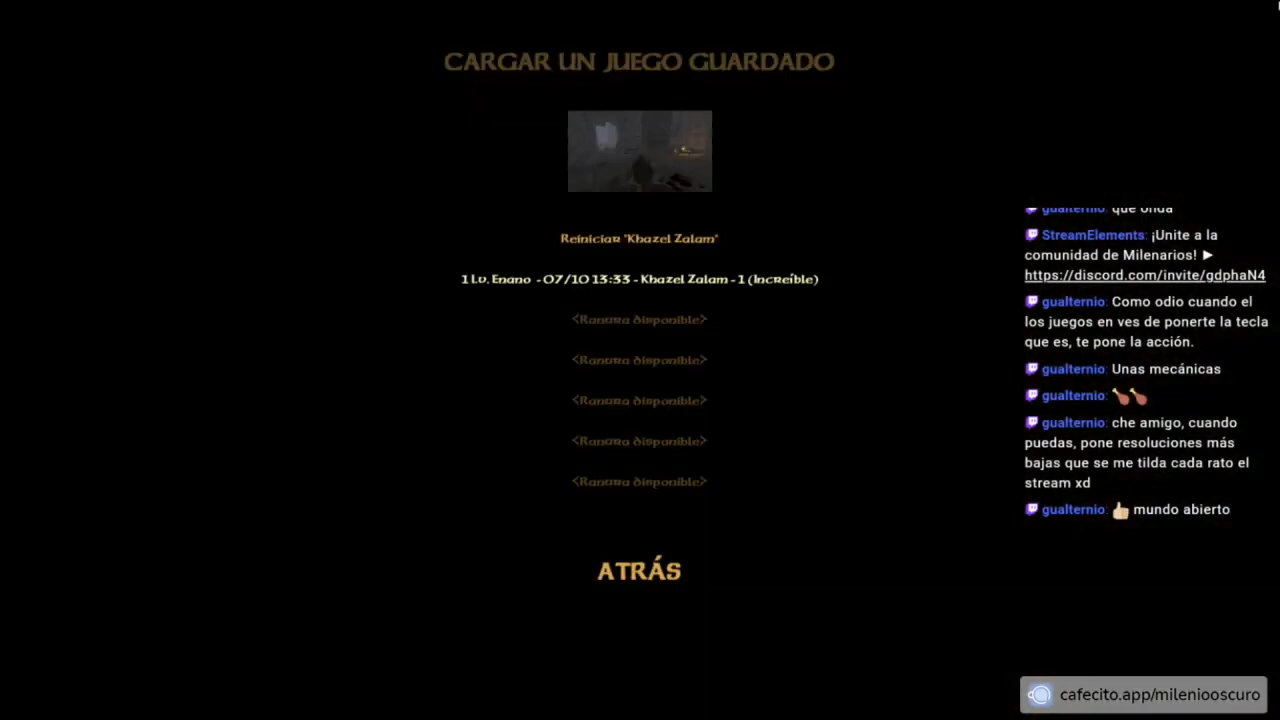 CARGAR UN JUEGO GUARDADO
Reiniciar "Khazel Zalam"
1 Lv. Enano - 07/10 13:33 - Khazel Zalam - 1 (Increíble)
<Ranura disponible>
<Ranura disponible>
<Ranura disponible>
<Ranura disponible>
<Ranura disponible>
ATRÁS
gualternio: que onda
StreamElements: ¡Unite a la
comunidad de Milenarios! ►
https://discord.com/invite/gdphaN4
gualternio: Como odio cuando el
los juegos en ves de ponerte la tecla
que es, te pone la acción.
gualternio: Unas mecánicas
gualternio: 🍗🍗
gualternio: che amigo, cuando
puedas, pone resoluciones más
bajas que se me tilda cada rato el
stream xd
gualternio: 👍🏼 mundo abierto
cafecito.app/mileniooscuro